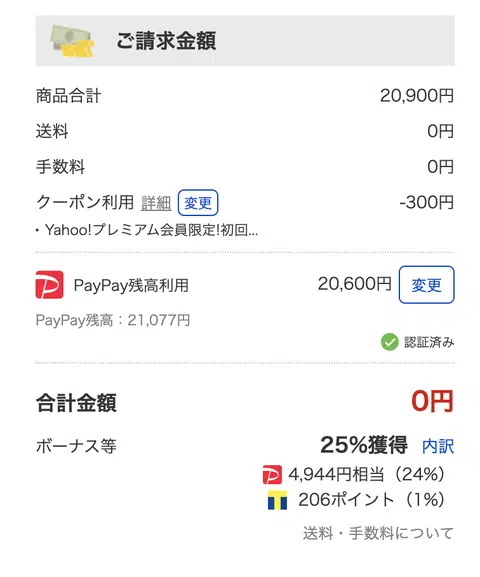 ご請求金額
商品合計 20,900円
送料 0円
手数料 0円
クーポン利用 詳細 変更 -300円
・Yahoo!プレミアム会員限定!初回...
PayPay残高利用 20,600円 変更
PayPay残高：21,077円
認証済み
合計金額 0円
ボーナス等 25%獲得 内訳
4,944円相当（24%）
206ポイント（1%）
送料・手数料について